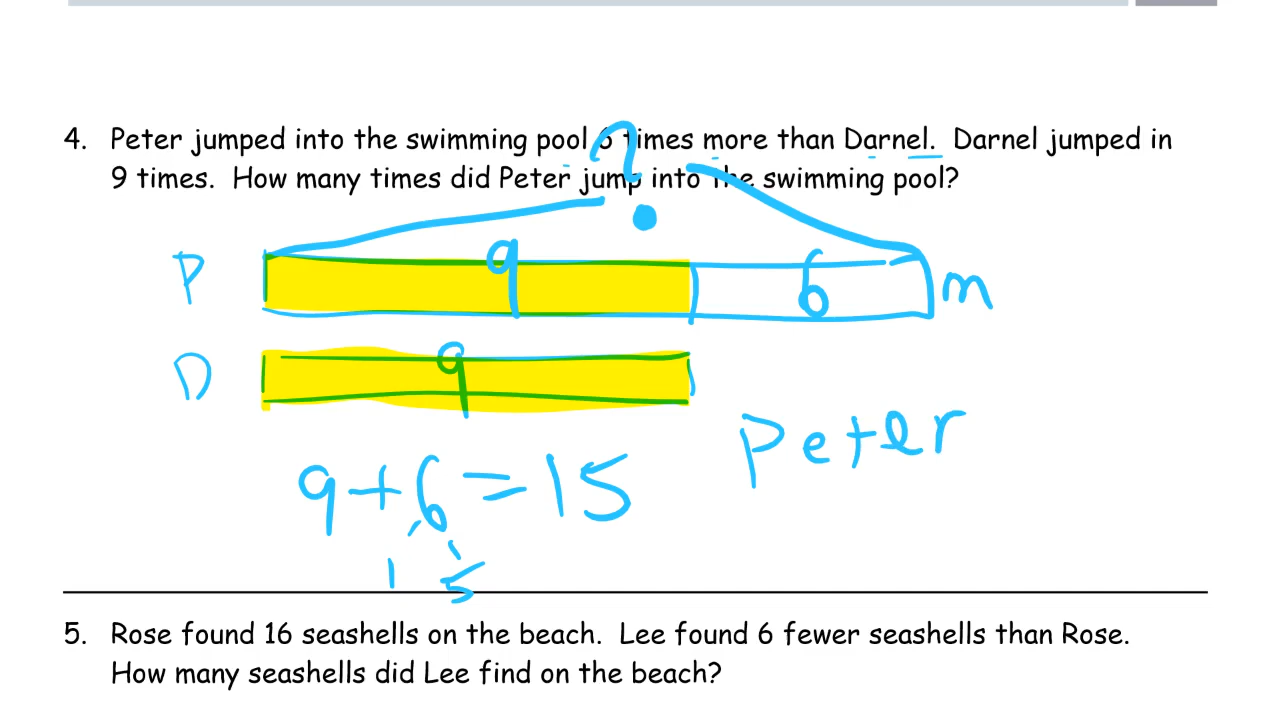 4. Peter jumped into the swimming pool 6 times more than Darnel. Darnel jumped in
9 times. How many times did Peter jump into the swimming pool?
?
P 9 6 m
D 9
Peter
9+6=15
1 5
5. Rose found 16 seashells on the beach. Lee found 6 fewer seashells than Rose.
How many seashells did Lee find on the beach?